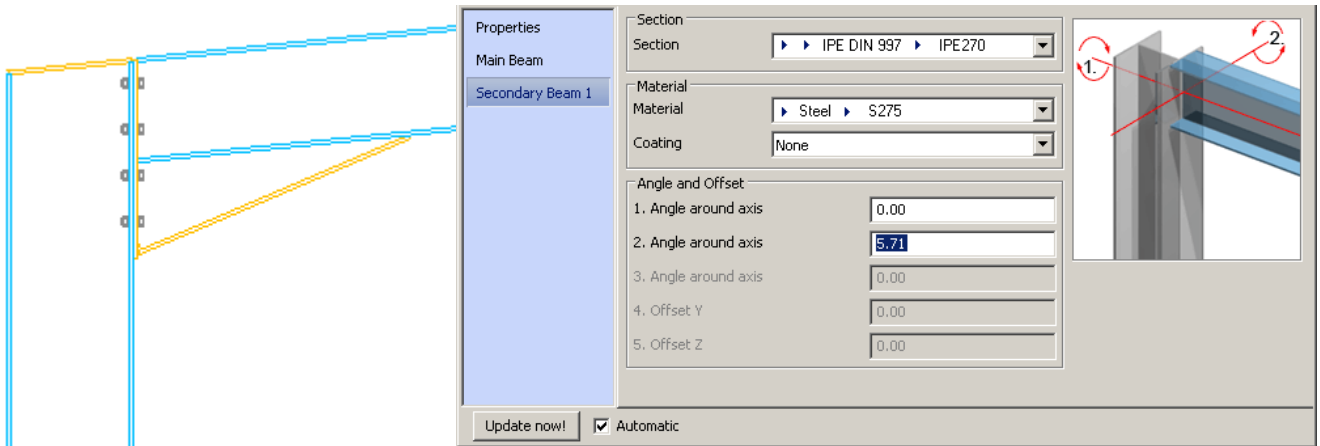 Properties
Main Beam
Secondary Beam 1
Section
Section IPE DIN 997 IPE270
Material
Material Steel S275
Coating None
Angle and Offset
1. Angle around axis 0.00
2. Angle around axis 5.71
3. Angle around axis 0.00
4. Offset Y 0.00
5. Offset Z 0.00
1.
2.
Update now! Automatic